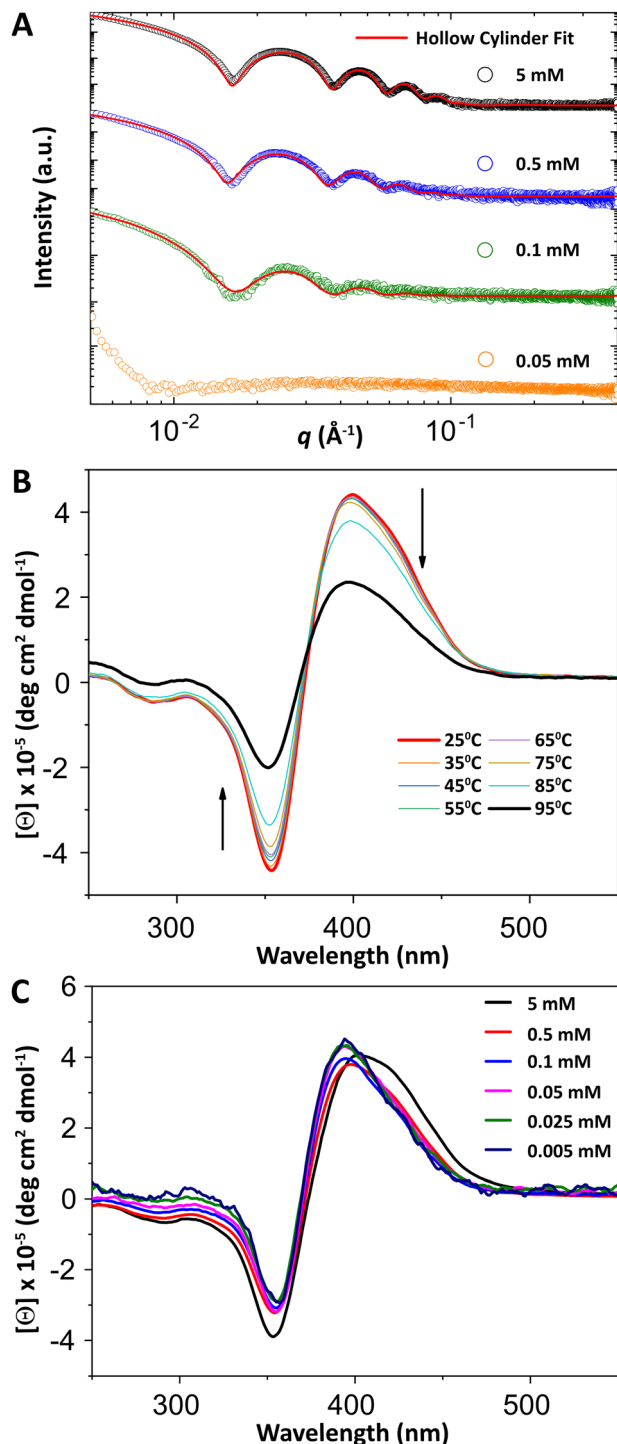 A
Hollow Cylinder Fit
5 mM
0.5 mM
0.1 mM
0.05 mM
Intensity (a.u.)
10⁻² 10⁻¹
q (Å⁻¹)
B
4
2
0
-2
-4
[Θ] x 10⁻⁵ (deg cm² dmol⁻¹)
25⁰C 65⁰C
35⁰C 75⁰C
45⁰C 85⁰C
55⁰C 95⁰C
300 400 500
Wavelength (nm)
C
6
4
2
0
-2
-4
[Θ] x 10⁻⁵ (deg cm² dmol⁻¹)
5 mM
0.5 mM
0.1 mM
0.05 mM
0.025 mM
0.005 mM
300 400 500
Wavelength (nm)